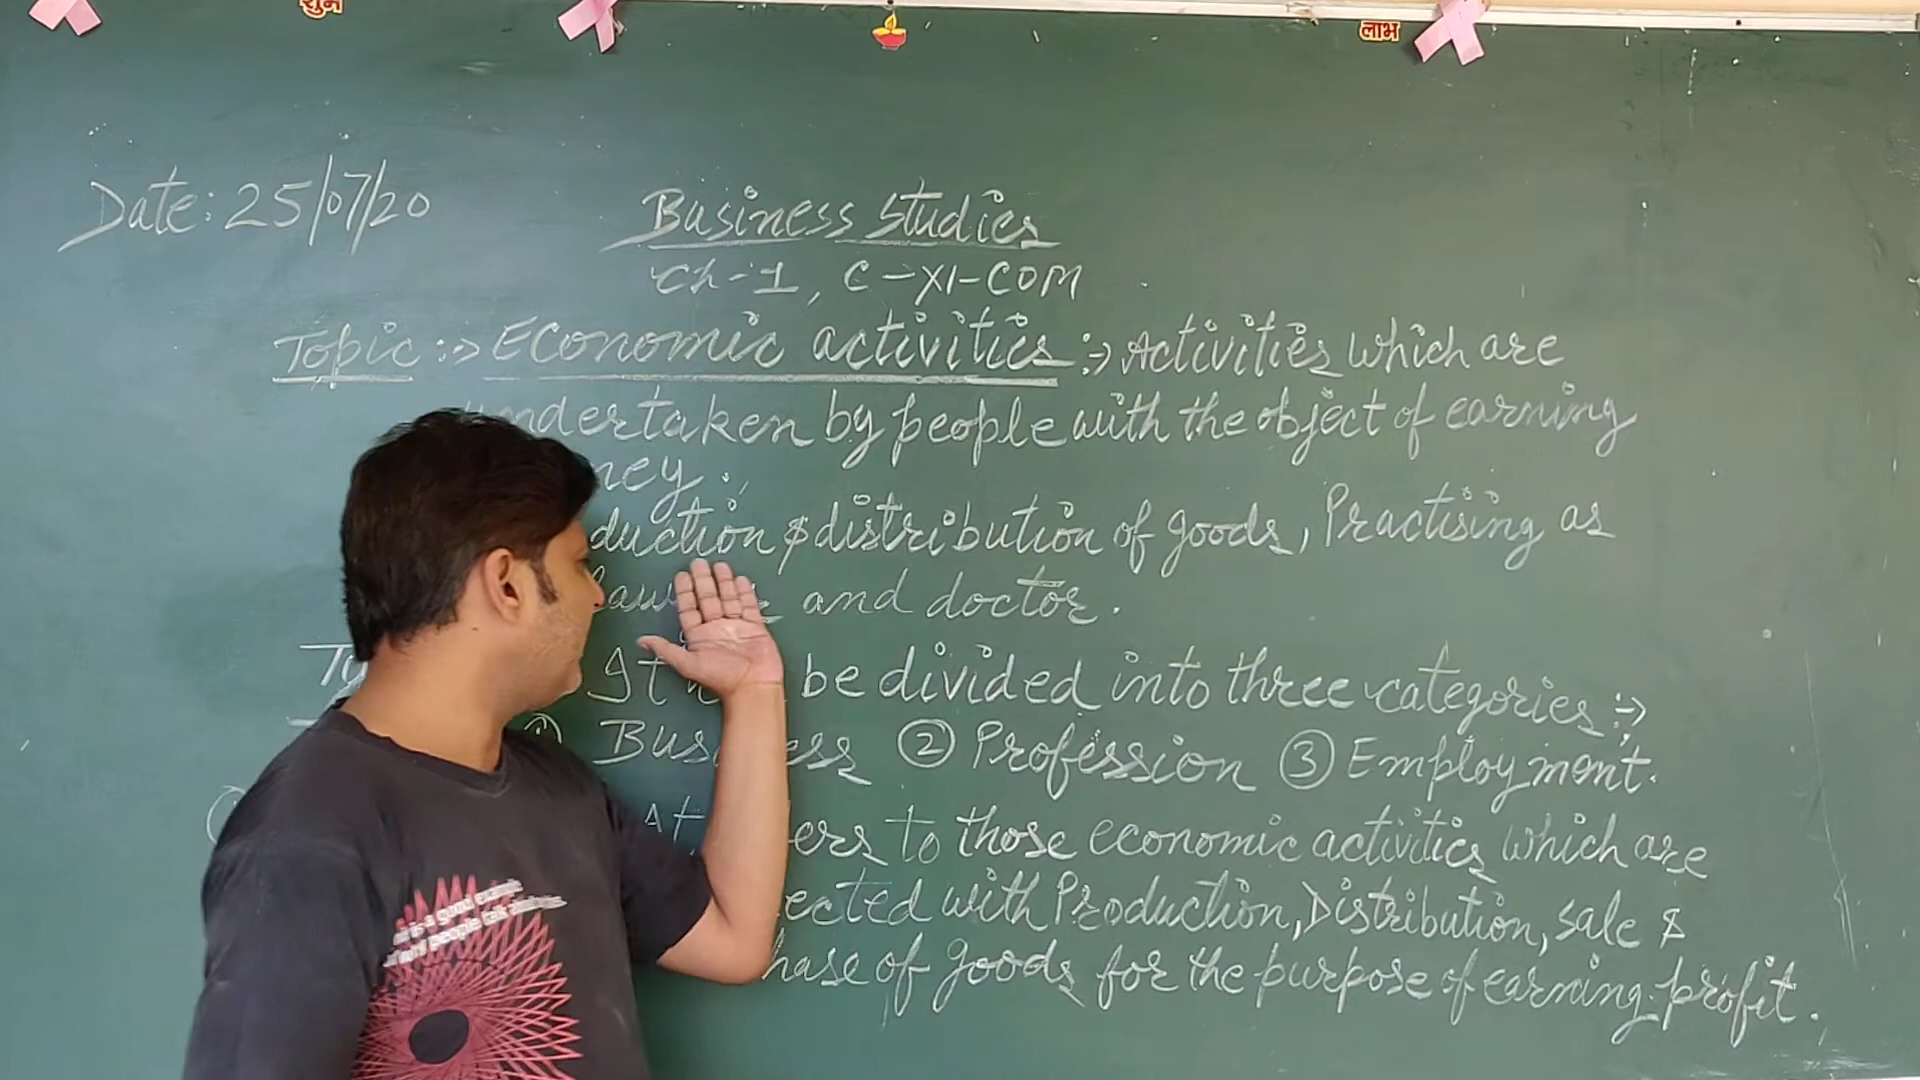 शुभ लाभ
Date: 25/07/20 Business Studies
Ch-1, C-XI-COM
Topic :-> Economic activities :-> Activities which are
undertaken by people with the object of earning
ney.
duction & distribution of goods, Practising as
and doctor.
It be divided into three categories :->
① Business ② Profession ③ Employment.
ers to those economic activities which are
ected with Production, Distribution, sale &
hase of goods for the purpose of earning profit.